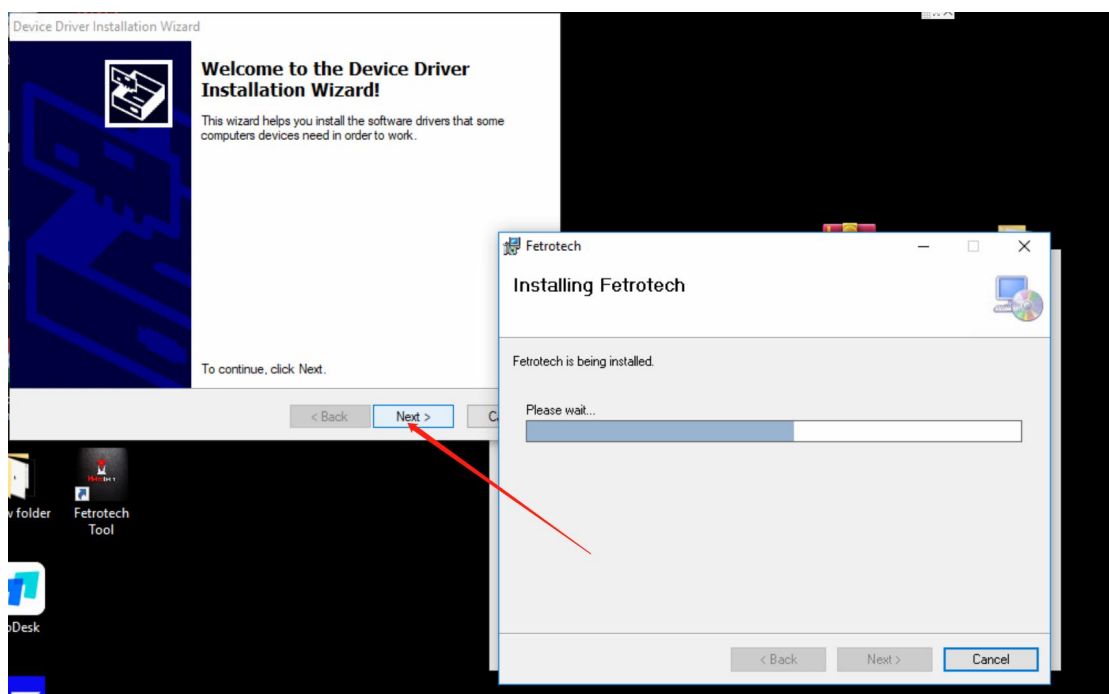 Device Driver Installation Wizard
Welcome to the Device Driver
Installation Wizard!
This wizard helps you install the software drivers that some
computers devices need in order to work.
To continue, click Next.
< Back
Next >
Fetrotech
Installing Fetrotech
Fetrotech is being installed.
Please wait...
< Back
Next >
Cancel
folder
Fetrotech
Tool